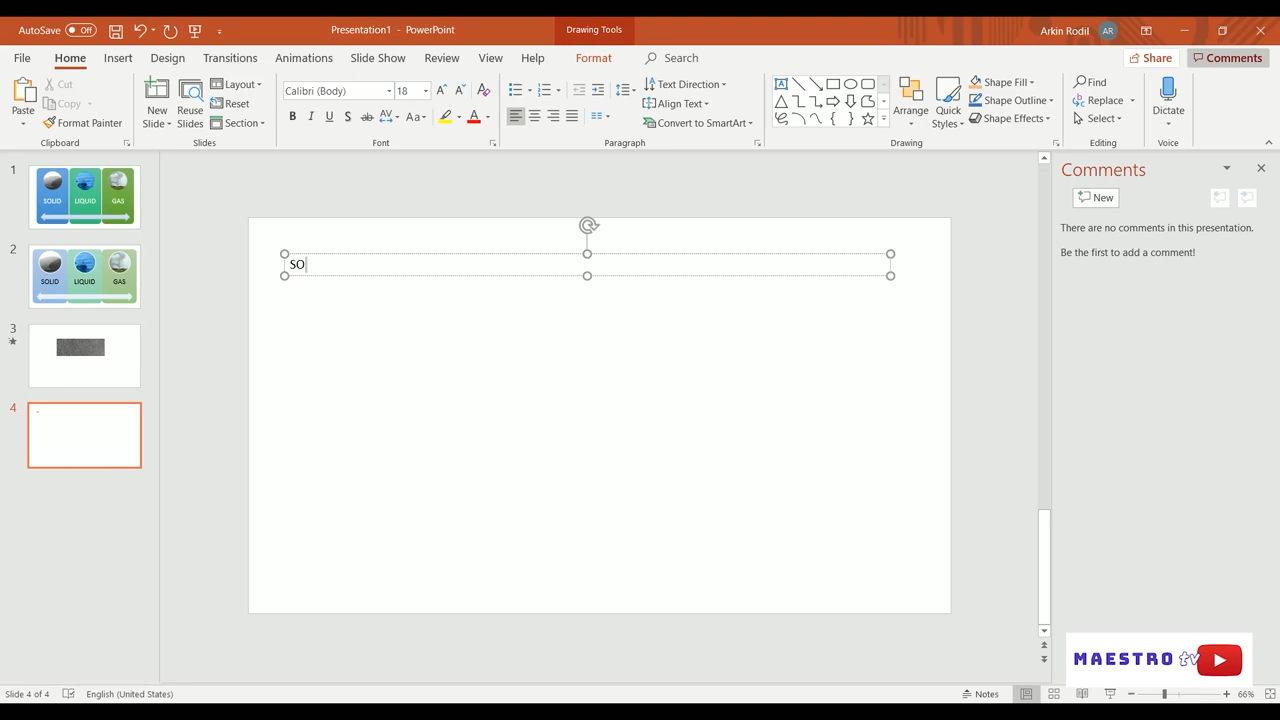 AutoSave Off Presentation1 - PowerPoint Drawing Tools Arkin Rodil AR
File Home Insert Design Transitions Animations Slide Show Review View Help Format Search Share Comments
Paste Cut Copy Format Painter Clipboard
New Slide Reuse Slides Layout Reset Section Slides
Calibri (Body) 18 B I U S ab AV Aa A Font
Text Direction Align Text Convert to SmartArt Paragraph
Arrange Quick Styles Shape Fill Shape Outline Shape Effects Drawing
Find Replace Select Editing
Dictate Voice
1 SOLID LIQUID GAS
2 SOLID LIQUID GAS
3
4
SO
Comments
New
There are no comments in this presentation.
Be the first to add a comment!
MAESTRO tv
Slide 4 of 4 English (United States) Notes 66%